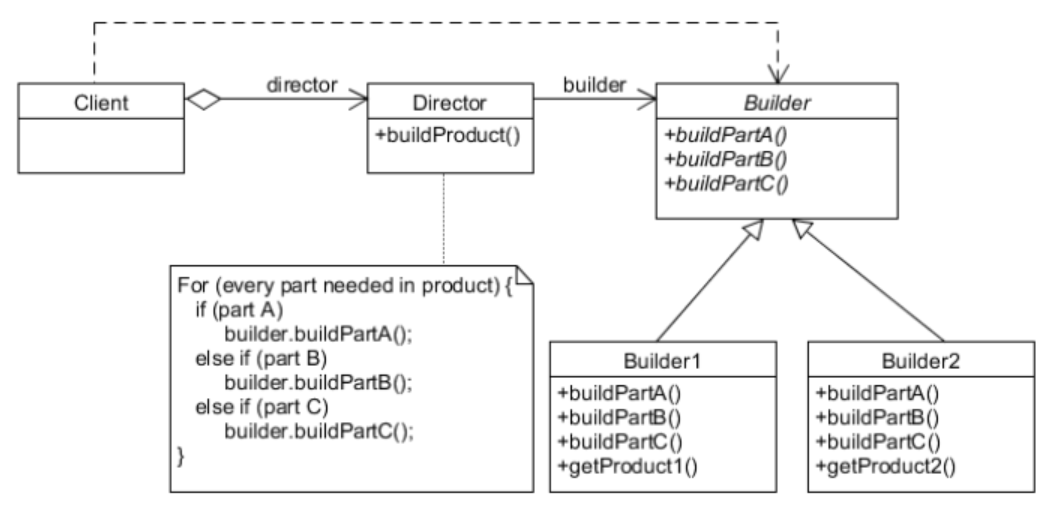 director
builder
Client
Director
+buildProduct()
Builder
+buildPartA()
+buildPartB()
+buildPartC()
For (every part needed in product) {
if (part A)
builder.buildPartA();
else if (part B)
builder.buildPartB();
else if (part C)
builder.buildPartC();
}
Builder1
+buildPartA()
+buildPartB()
+buildPartC()
+getProduct1()
Builder2
+buildPartA()
+buildPartB()
+buildPartC()
+getProduct2()